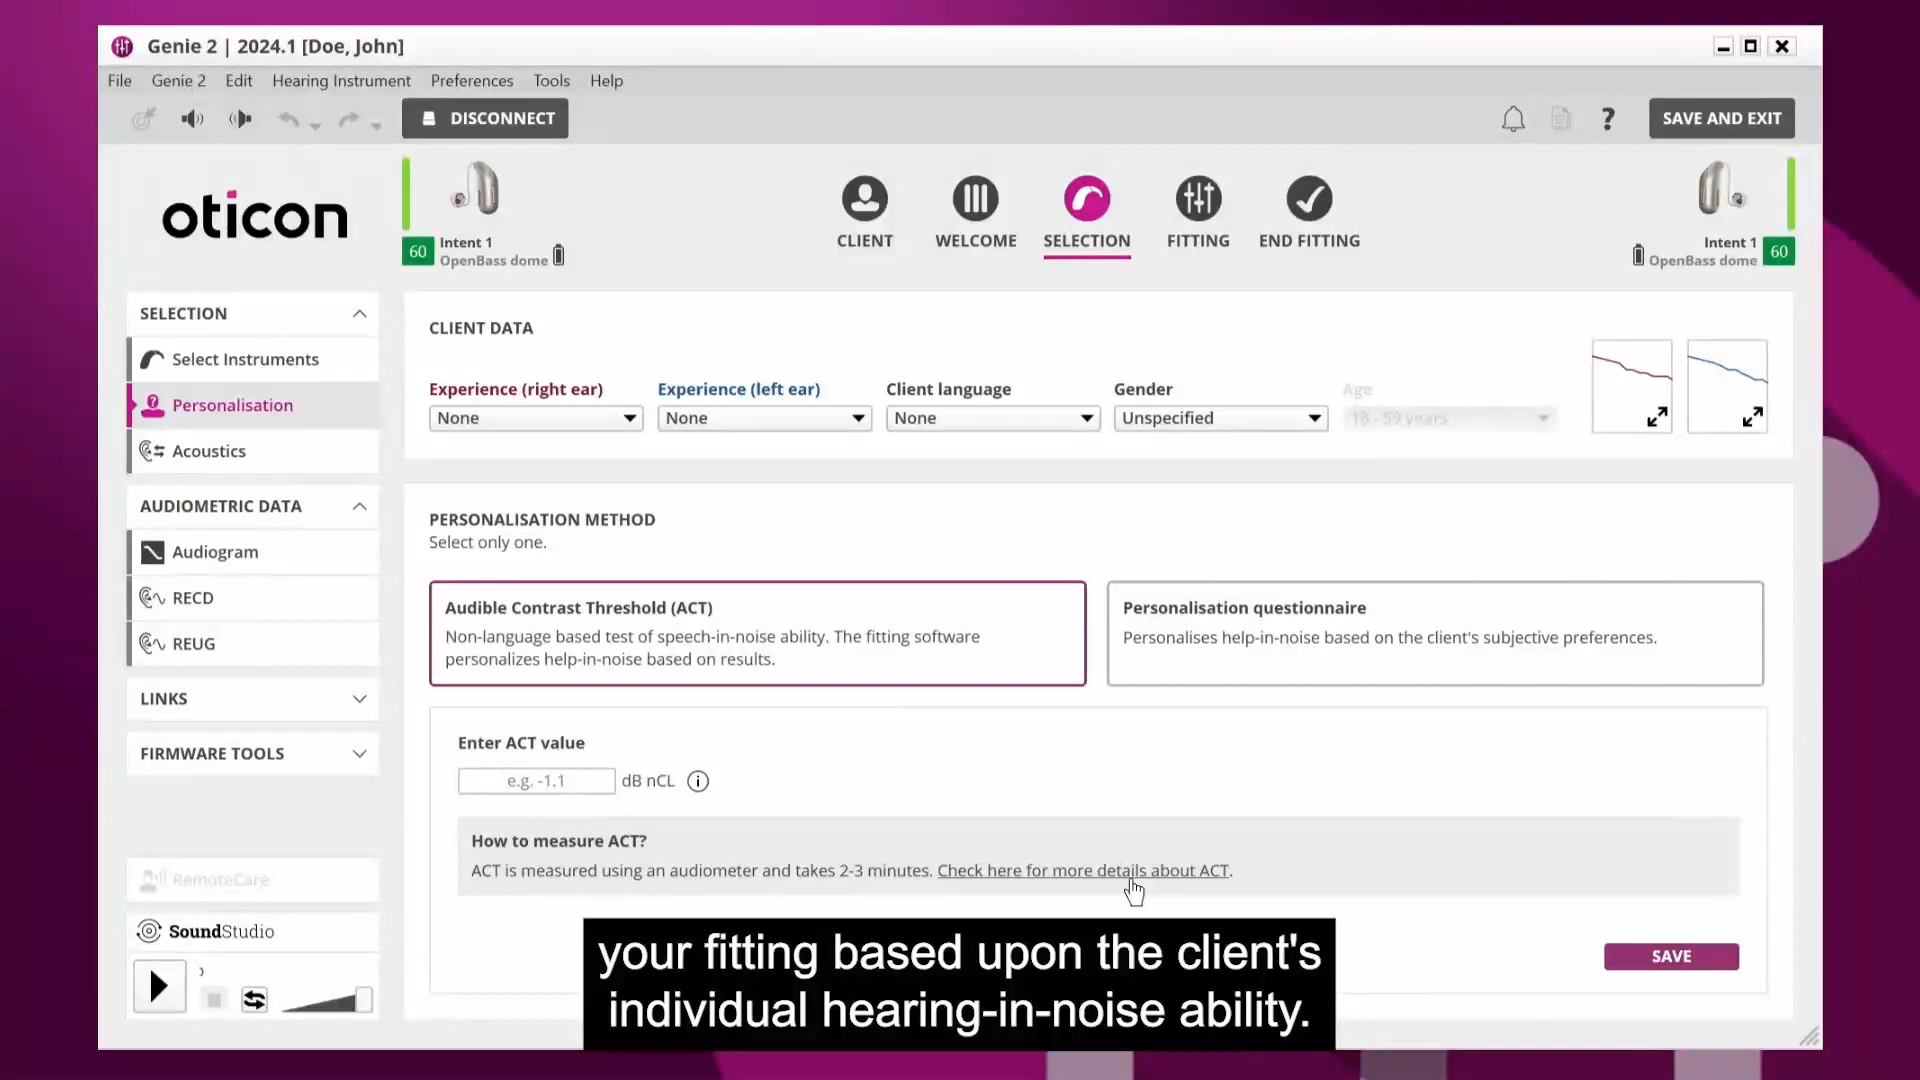 Genie 2 | 2024.1 [Doe, John]
File Genie 2 Edit Hearing Instrument Preferences Tools Help
DISCONNECT
? SAVE AND EXIT
oticon
60 Intent 1
OpenBass dome
CLIENT WELCOME SELECTION FITTING END FITTING
Intent 1 60
OpenBass dome
SELECTION
Select Instruments
Personalisation
Acoustics
AUDIOMETRIC DATA
Audiogram
RECD
REUG
LINKS
FIRMWARE TOOLS
RemoteCare
SoundStudio
CLIENT DATA
Experience (right ear) Experience (left ear) Client language Gender Age
None None None Unspecified 18 - 59 years
PERSONALISATION METHOD
Select only one.
Audible Contrast Threshold (ACT)
Non-language based test of speech-in-noise ability. The fitting software
personalizes help-in-noise based on results.
Personalisation questionnaire
Personalises help-in-noise based on the client's subjective preferences.
Enter ACT value
e.g. -1.1 dB nCL i
How to measure ACT?
ACT is measured using an audiometer and takes 2-3 minutes. Check here for more details about ACT.
SAVE
your fitting based upon the client's
individual hearing-in-noise ability.